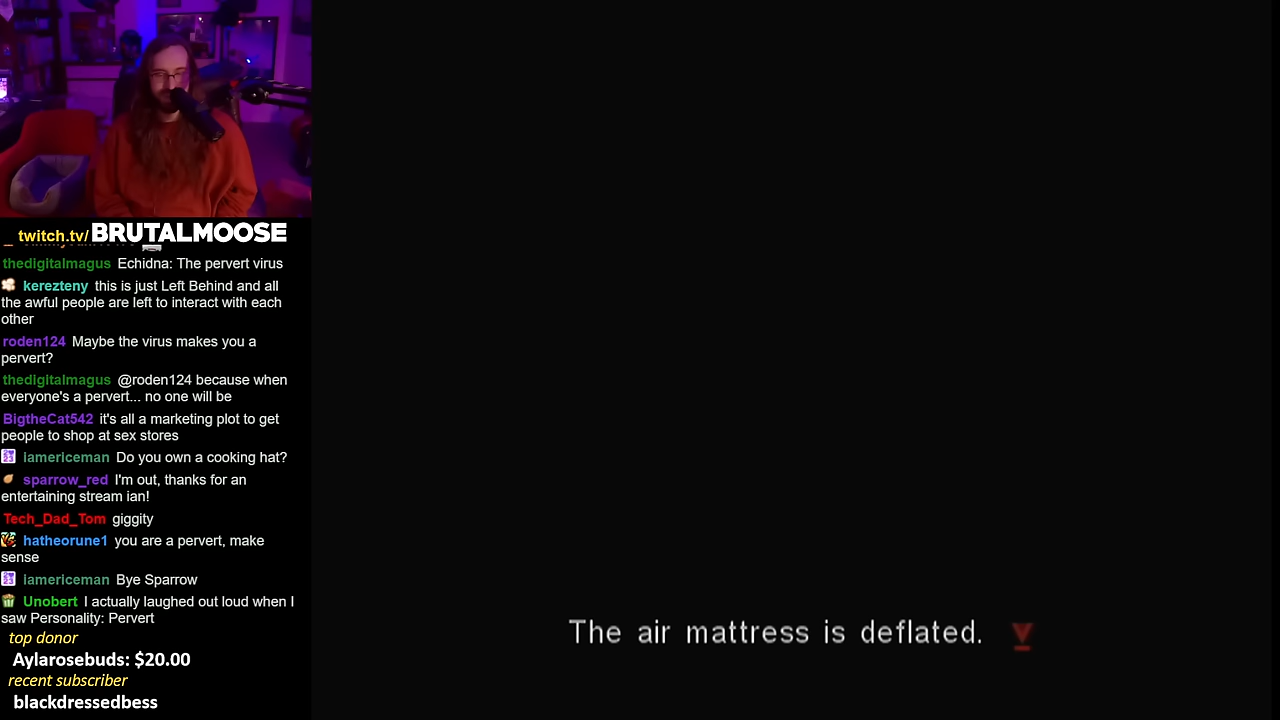 twitch.tv/BRUTALMOOSE
thedigitalmagus Echidna: The pervert virus
kerezteny this is just Left Behind and all
the awful people are left to interact with each
other
roden124 Maybe the virus makes you a
pervert?
thedigitalmagus @roden124 because when
everyone's a pervert... no one will be
BigtheCat542 it's all a marketing plot to get
people to shop at sex stores
iamericeman Do you own a cooking hat?
sparrow_red I'm out, thanks for an
entertaining stream ian!
Tech_Dad_Tom giggity
hatheorune1 you are a pervert, make
sense
iamericeman Bye Sparrow
Unobert I actually laughed out loud when I
saw Personality: Pervert
top donor
Aylarosebuds: $20.00
recent subscriber
blackdressedbess
The air mattress is deflated.